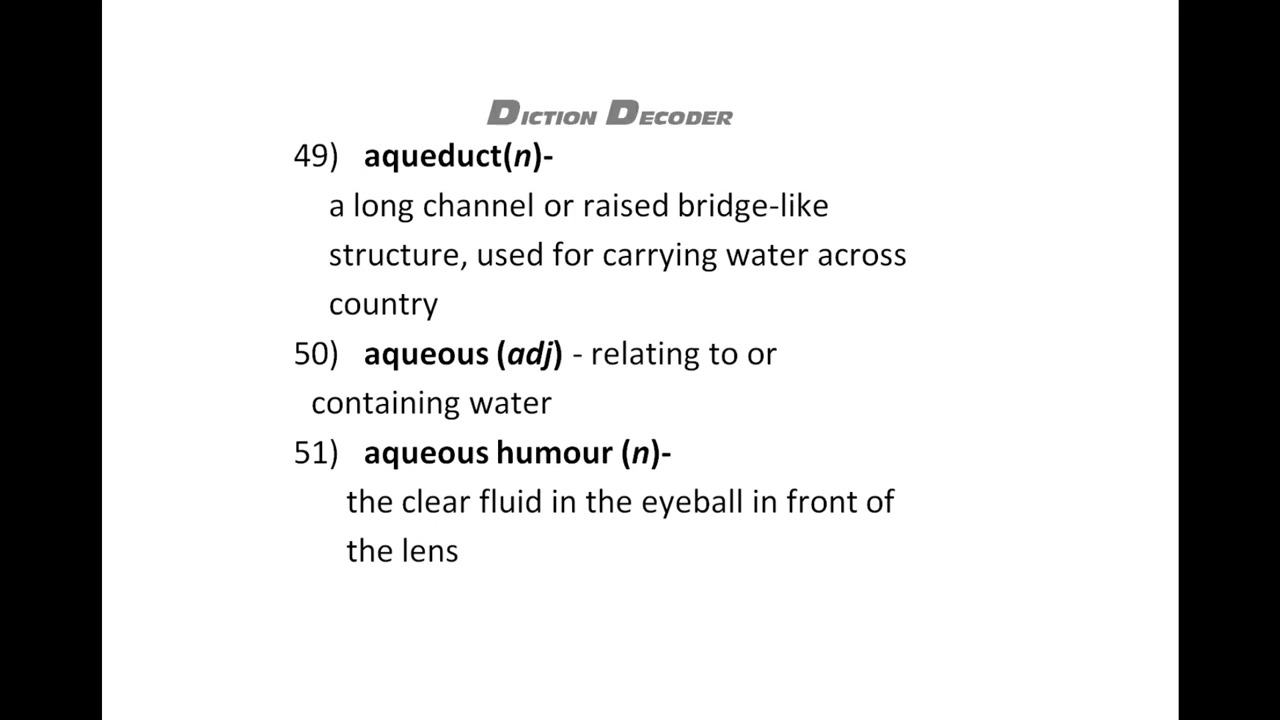 DICTION DECODER
49) aqueduct(n)-
a long channel or raised bridge-like
structure, used for carrying water across
country
50) aqueous (adj) - relating to or
containing water
51) aqueous humour (n)-
the clear fluid in the eyeball in front of
the lens